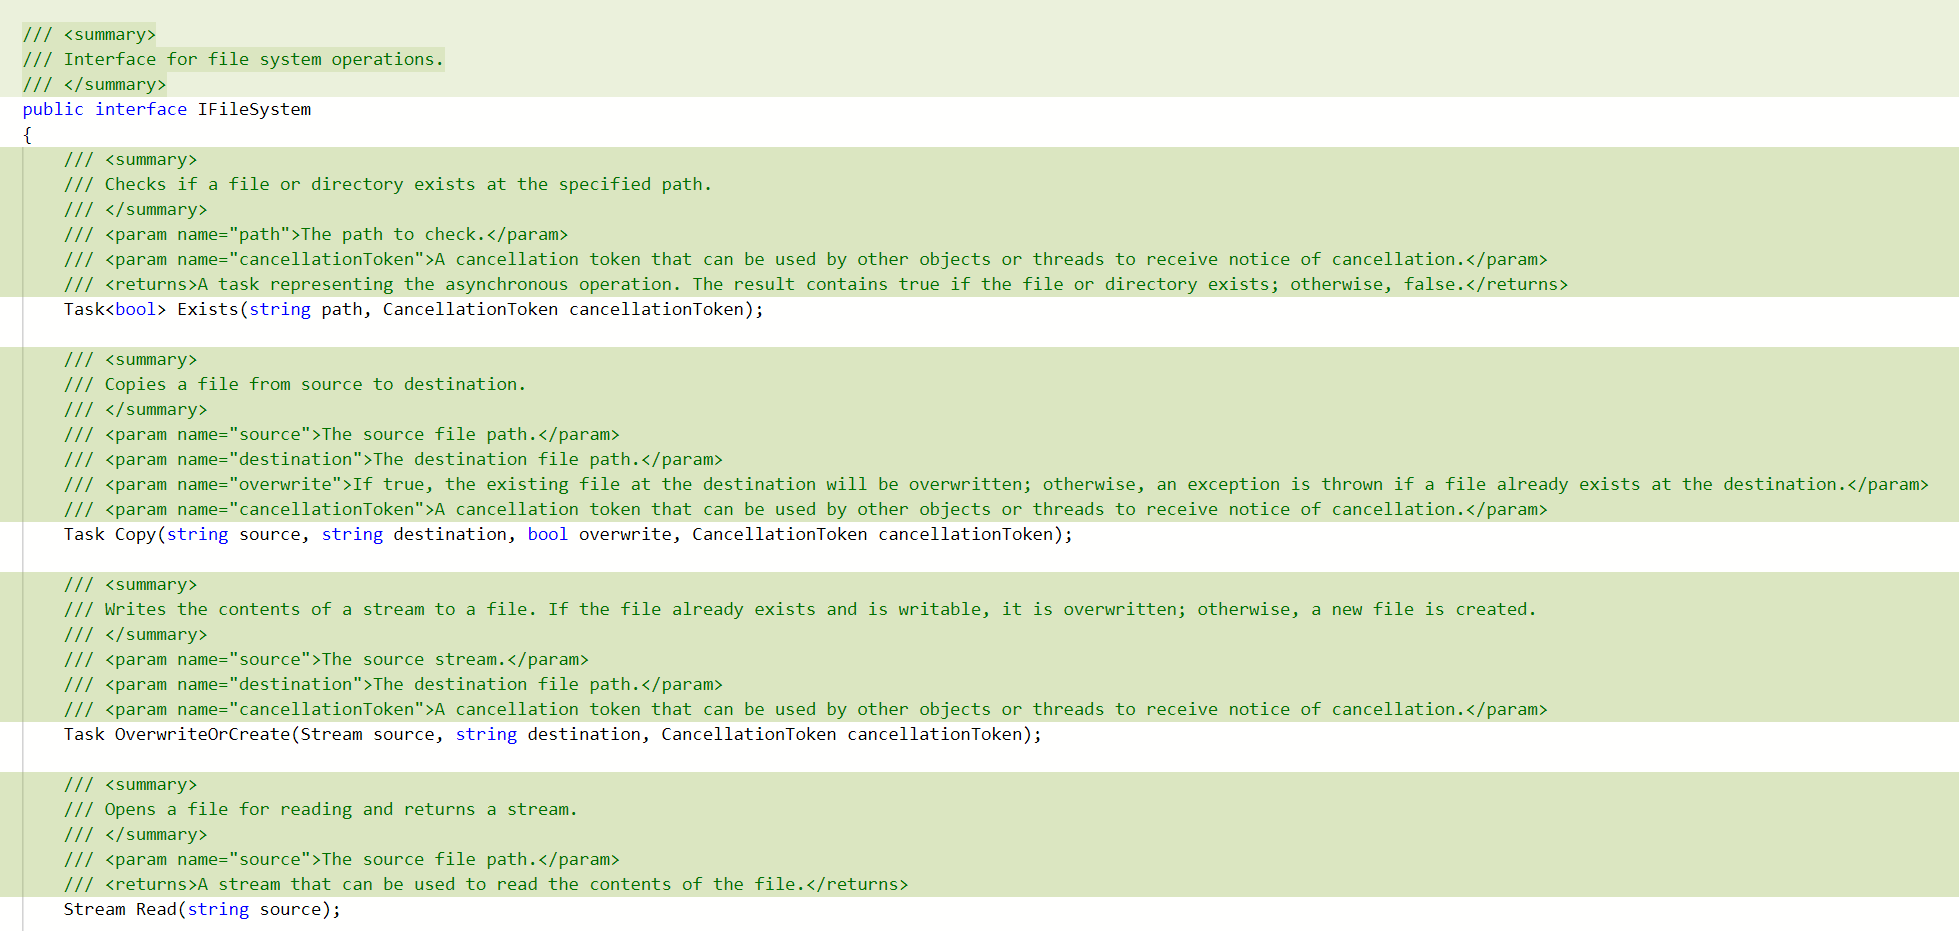 /// <summary>
/// Interface for file system operations.
/// </summary>
public interface IFileSystem
{
/// <summary>
/// Checks if a file or directory exists at the specified path.
/// </summary>
/// <param name="path">The path to check.</param>
/// <param name="cancellationToken">A cancellation token that can be used by other objects or threads to receive notice of cancellation.</param>
/// <returns>A task representing the asynchronous operation. The result contains true if the file or directory exists; otherwise, false.</returns>
Task<bool> Exists(string path, CancellationToken cancellationToken);
/// <summary>
/// Copies a file from source to destination.
/// </summary>
/// <param name="source">The source file path.</param>
/// <param name="destination">The destination file path.</param>
/// <param name="overwrite">If true, the existing file at the destination will be overwritten; otherwise, an exception is thrown if a file already exists at the destination.</param>
/// <param name="cancellationToken">A cancellation token that can be used by other objects or threads to receive notice of cancellation.</param>
Task Copy(string source, string destination, bool overwrite, CancellationToken cancellationToken);
/// <summary>
/// Writes the contents of a stream to a file. If the file already exists and is writable, it is overwritten; otherwise, a new file is created.
/// </summary>
/// <param name="source">The source stream.</param>
/// <param name="destination">The destination file path.</param>
/// <param name="cancellationToken">A cancellation token that can be used by other objects or threads to receive notice of cancellation.</param>
Task OverwriteOrCreate(Stream source, string destination, CancellationToken cancellationToken);
/// <summary>
/// Opens a file for reading and returns a stream.
/// </summary>
/// <param name="source">The source file path.</param>
/// <returns>A stream that can be used to read the contents of the file.</returns>
Stream Read(string source);